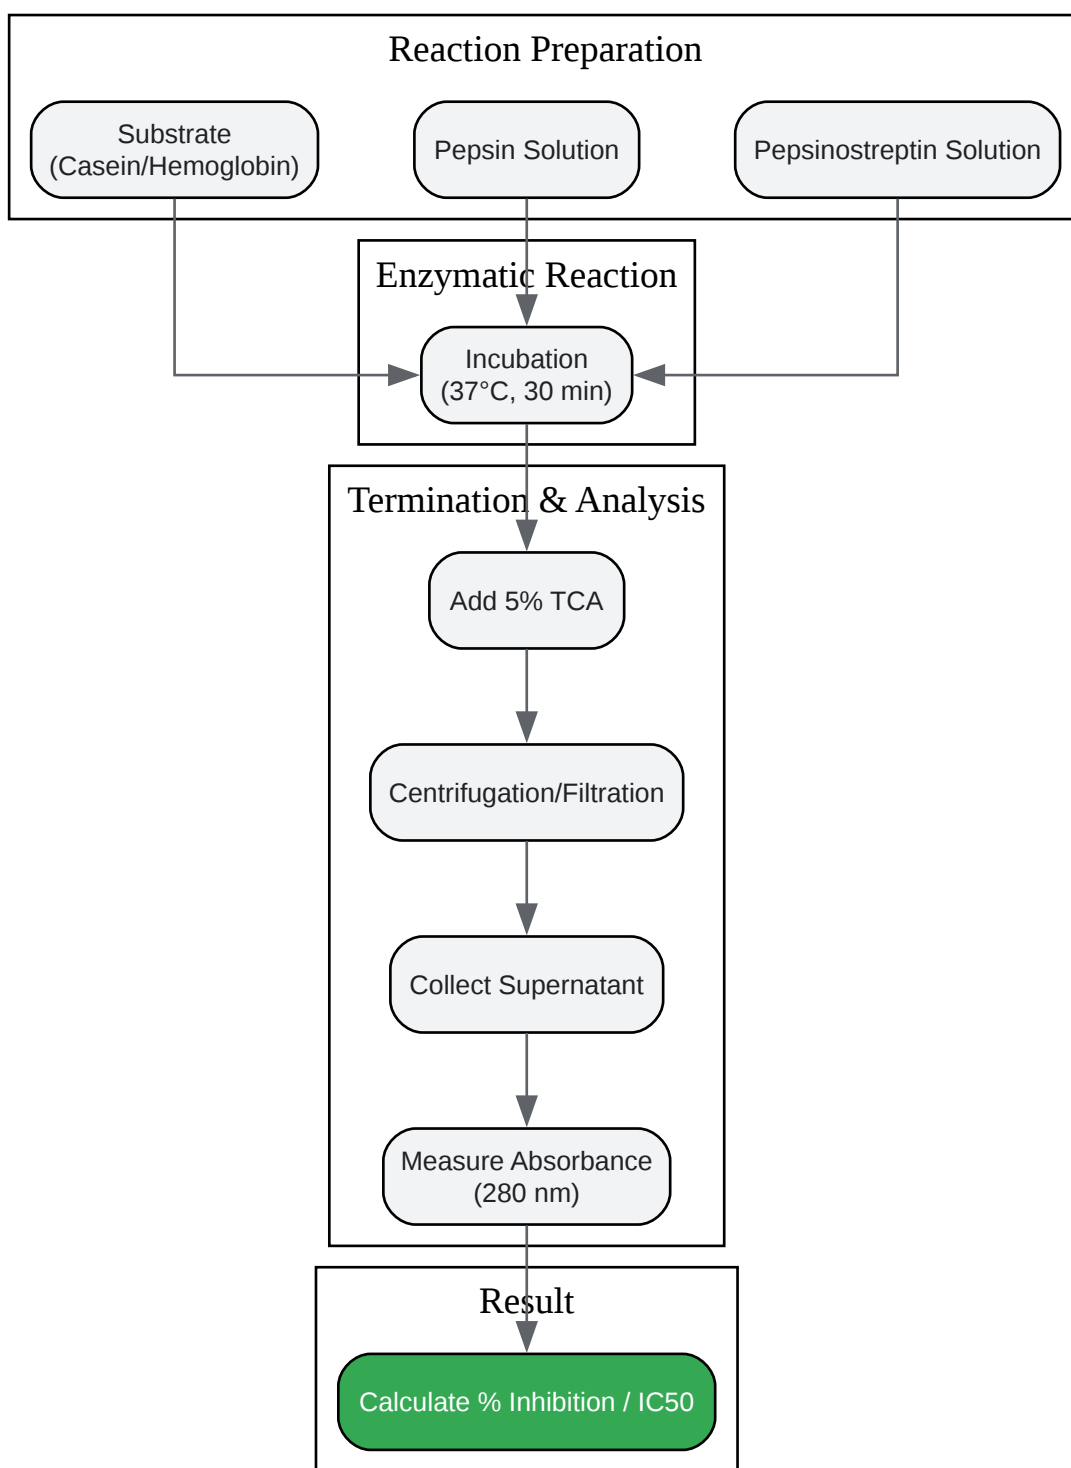 Reaction Preparation
Substrate
(Casein/Hemoglobin)
Pepsin Solution
Pepsinostreptin Solution
Enzymatic Reaction
Incubation
(37°C, 30 min)
Termination & Analysis
Add 5% TCA
Centrifugation/Filtration
Collect Supernatant
Measure Absorbance
(280 nm)
Result
Calculate % Inhibition / IC50